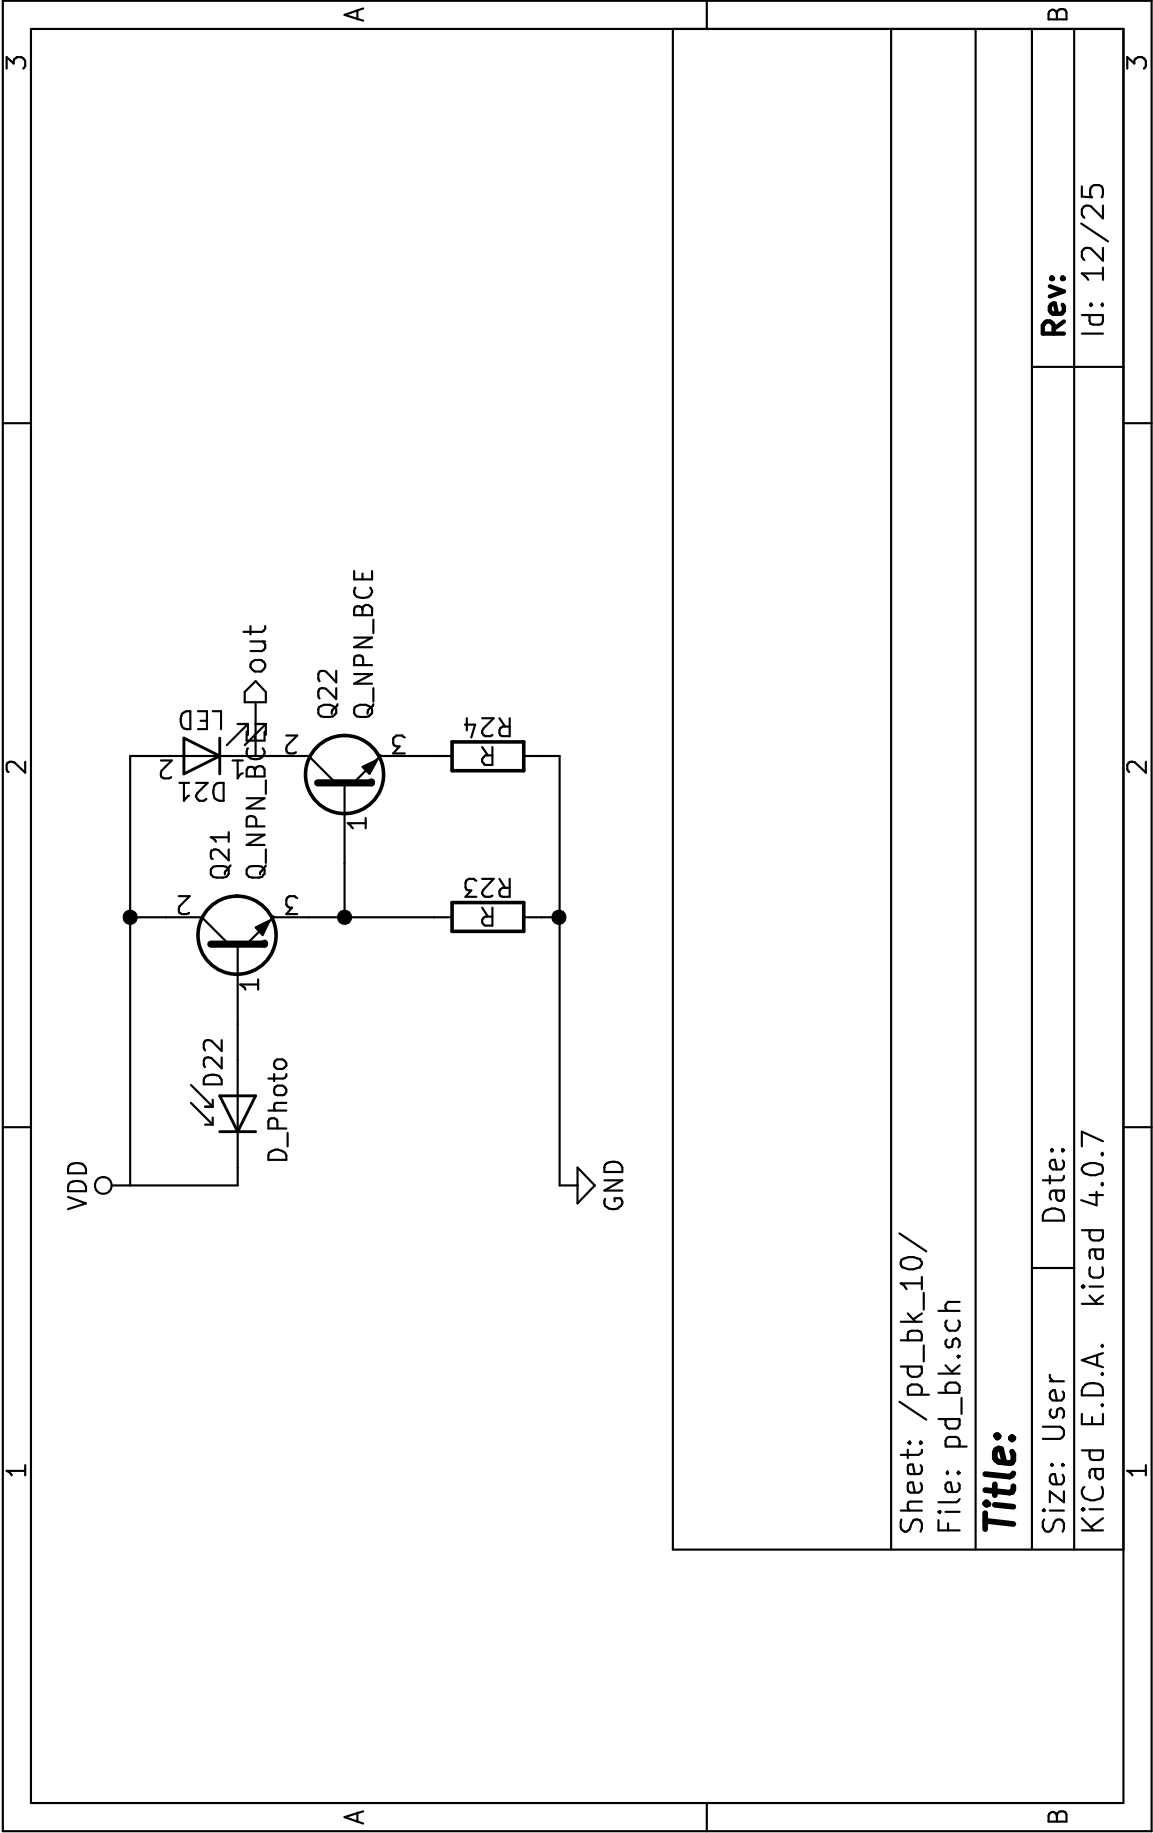 3
2
1
A
A
VDD
D22
D_Photo
Q21
Q_NPN_BCE
1
2
3
D21
LED
2
1
out
Q22
Q_NPN_BCE
1
2
3
R23
R
R24
R
GND
Sheet: /pd_bk_10/
File: pd_bk.sch
Title:
Size: User
Date:
Rev:
KiCad E.D.A. kicad 4.0.7
Id: 12/25
B
B
1
2
3